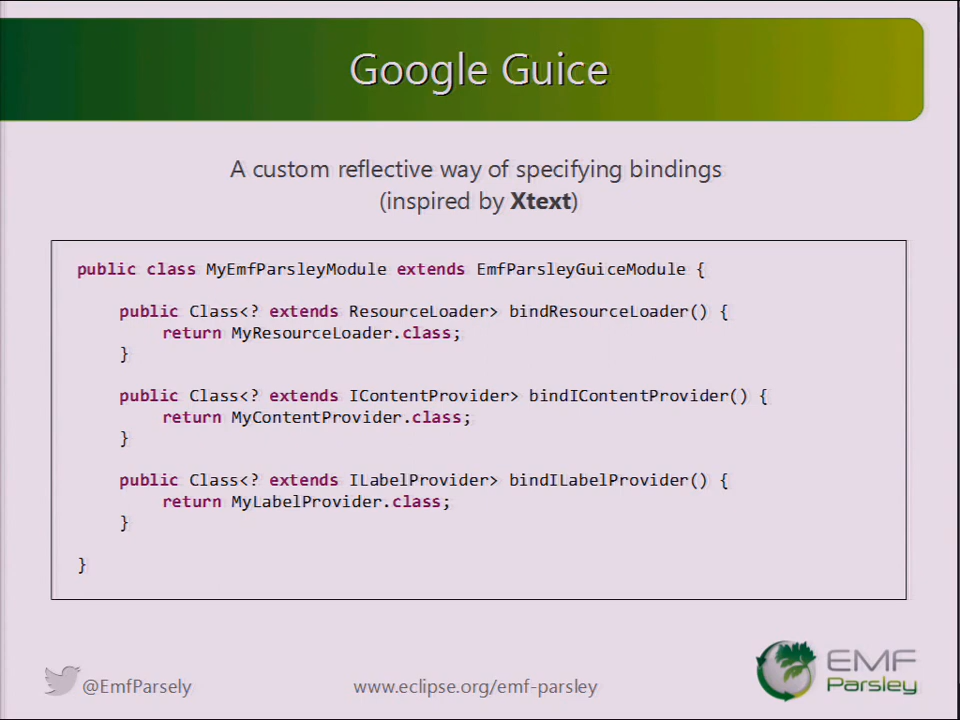 Google Guice
A custom reflective way of specifying bindings
(inspired by Xtext)
public class MyEmfParsleyModule extends EmfParsleyGuiceModule {
public Class<? extends ResourceLoader> bindResourceLoader() {
return MyResourceLoader.class;
}
public Class<? extends IContentProvider> bindIContentProvider() {
return MyContentProvider.class;
}
public Class<? extends ILabelProvider> bindILabelProvider() {
return MyLabelProvider.class;
}
}
@EmfParsely
www.eclipse.org/emf-parsley
EMF
Parsley